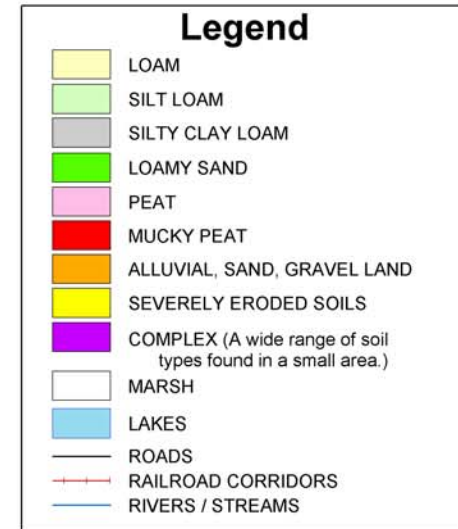 Legend
LOAM
SILT LOAM
SILTY CLAY LOAM
LOAMY SAND
PEAT
MUCKY PEAT
ALLUVIAL, SAND, GRAVEL LAND
SEVERELY ERODED SOILS
COMPLEX (A wide range of soil
types found in a small area.)
MARSH
LAKES
ROADS
RAILROAD CORRIDORS
RIVERS / STREAMS